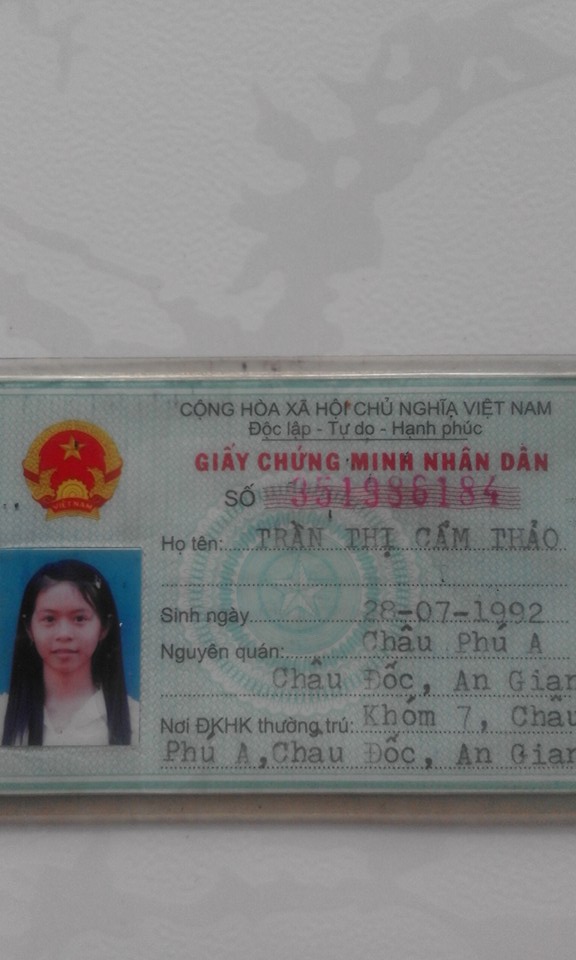 CỘNG HÒA XÃ HỘI CHỦ NGHĨA VIỆT NAM
Độc lập - Tự do - Hạnh phúc
GIẤY CHỨNG MINH NHÂN DÂN
SỐ 351986184
VIỆT NAM
Họ tên: TRẦN THỊ CẨM THẢO
Sinh ngày 28-07-1992
Nguyên quán: Châu Phú A
Châu Đốc, An Gian
Nơi ĐKHK thường trú: Khóm 7, Châu
Phú A, Châu Đốc, An Gian